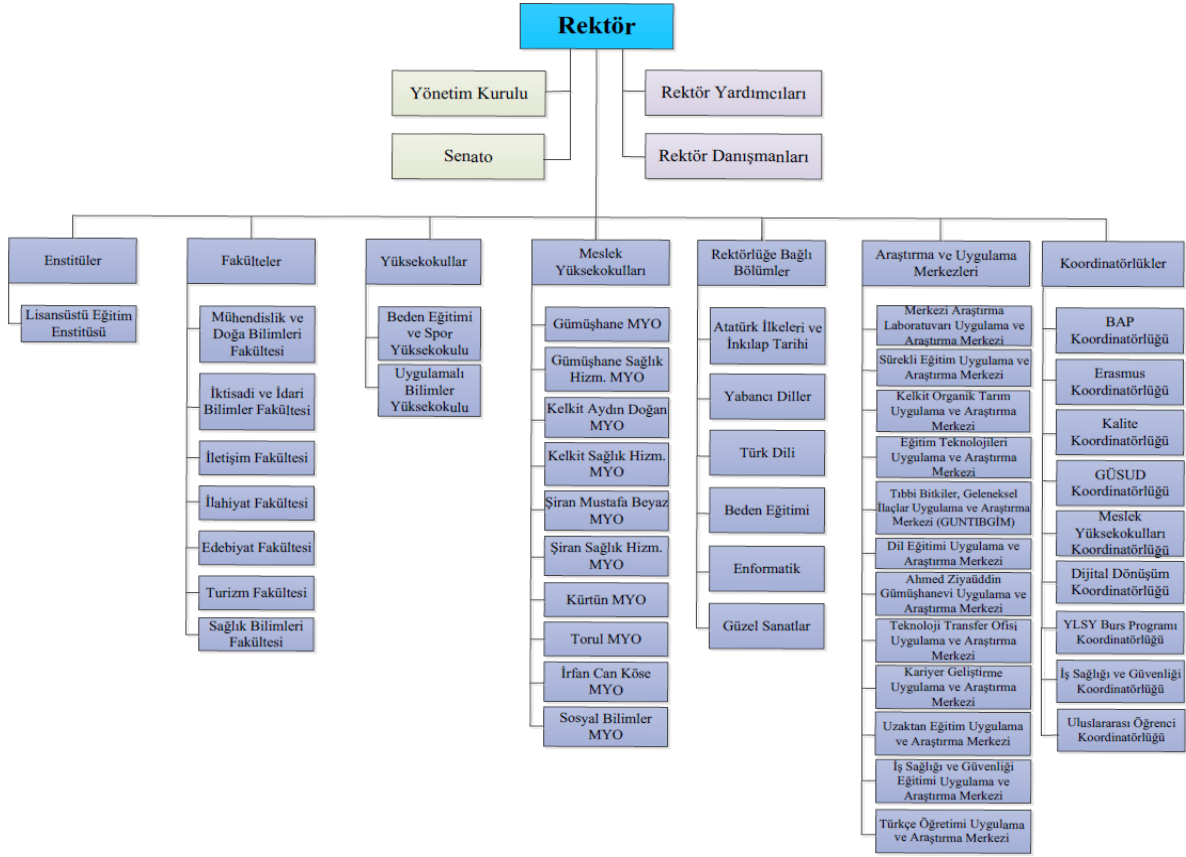 Rektör
Yönetim Kurulu
Rektör Yardımcıları
Senato
Rektör Danışmanları
Enstitüler
Lisansüstü Eğitim
Enstitüsü
Fakülteler
Mühendislik ve
Doğa Bilimleri
Fakültesi
İktisadi ve İdari
Bilimler Fakültesi
İletişim Fakültesi
İlahiyat Fakültesi
Edebiyat Fakültesi
Turizm Fakültesi
Sağlık Bilimleri
Fakültesi
Yüksekokullar
Beden Eğitimi
ve Spor
Yüksekokulu
Uygulamalı
Bilimler
Yüksekokulu
Meslek
Yüksekokulları
Gümüşhane MYO
Gümüşhane Sağlık
Hizm. MYO
Kelkit Aydın Doğan
MYO
Kelkit Sağlık Hizm.
MYO
Şiran Mustafa Beyaz
MYO
Şiran Sağlık Hizm.
MYO
Kürtün MYO
Torul MYO
İrfan Can Köse
MYO
Sosyal Bilimler
MYO
Rektörlüğe Bağlı
Bölümler
Atatürk İlkeleri ve
İnkılap Tarihi
Yabancı Diller
Türk Dili
Beden Eğitimi
Enformatik
Güzel Sanatlar
Araştırma ve Uygulama
Merkezleri
Merkezi Araştırma
Laboratuvarı Uygulama ve
Araştırma Merkezi
Sürekli Eğitim Uygulama ve
Araştırma Merkezi
Kelkit Organik Tarım
Uygulama ve Araştırma
Merkezi
Eğitim Teknolojileri
Uygulama ve Araştırma
Merkezi
Tıbbi Bitkiler, Geleneksel
İlaçlar Uygulama ve Araştırma
Merkezi (GUNTIBGİM)
Dil Eğitimi Uygulama ve
Araştırma Merkezi
Ahmed Ziyaüddin
Gümüşhanevi Uygulama ve
Araştırma Merkezi
Teknoloji Transfer Ofisi
Uygulama ve Araştırma
Merkezi
Kariyer Geliştirme
Uygulama ve Araştırma
Merkezi
Uzaktan Eğitim Uygulama
ve Araştırma Merkezi
İş Sağlığı ve Güvenliği
Eğitimi Uygulama ve
Araştırma Merkezi
Türkçe Öğretimi Uygulama
ve Araştırma Merkezi
Koordinatörlükler
BAP
Koordinatörlüğü
Erasmus
Koordinatörlüğü
Kalite
Koordinatörlüğü
GÜSUD
Koordinatörlüğü
Meslek
Yüksekokulları
Koordinatörlüğü
Dijital Dönüşüm
Koordinatörlüğü
YLSY Burs Programı
Koordinatörlüğü
İş Sağlığı ve Güvenliği
Koordinatörlüğü
Uluslararası Öğrenci
Koordinatörlüğü